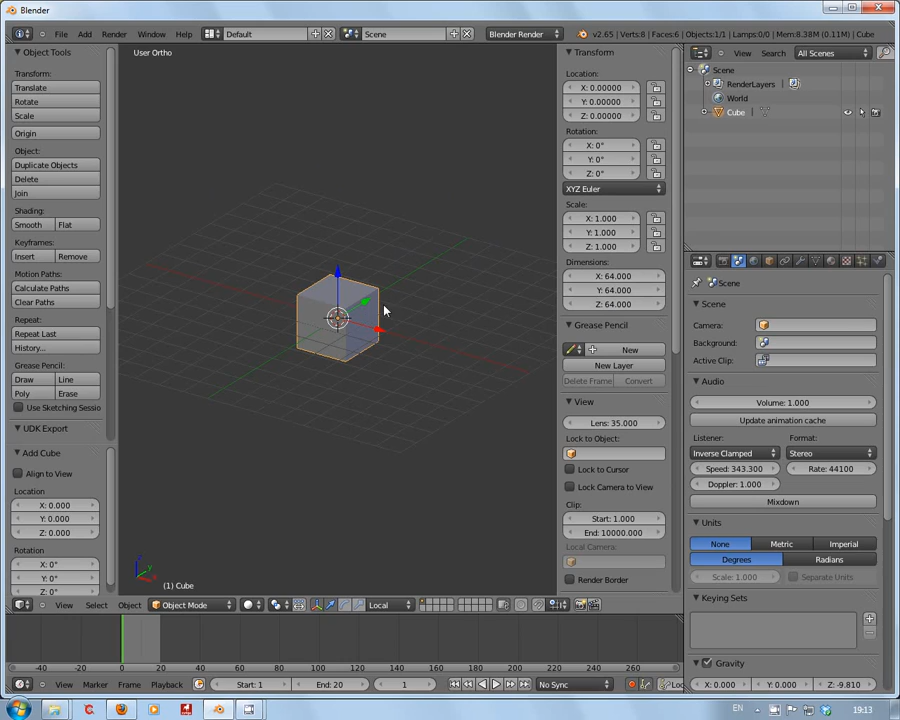 Blender
File Add Render Window Help Default Scene Blender Render v2.65 | Verts:8 | Faces:6 | Objects:1/1 | Lamps:0/0 | Mem:8.38M (0.11M) | Cube
Object Tools
Transform:
Translate
Rotate
Scale
Origin
Object:
Duplicate Objects
Delete
Join
Shading:
Smooth Flat
Keyframes:
Insert Remove
Motion Paths:
Calculate Paths
Clear Paths
Repeat:
Repeat Last
History...
Grease Pencil:
Draw Line
Poly Erase
Use Sketching Sessio
UDK Export
Add Cube
Align to View
Location
X: 0.000
Y: 0.000
Z: 0.000
Rotation
X: 0°
Y: 0°
Z: 0°
User Ortho
(1) Cube
Transform
Location:
X: 0.00000
Y: 0.00000
Z: 0.00000
Rotation:
X: 0°
Y: 0°
Z: 0°
XYZ Euler
Scale:
X: 1.000
Y: 1.000
Z: 1.000
Dimensions:
X: 64.000
Y: 64.000
Z: 64.000
Grease Pencil
New
New Layer
Delete Frame Convert
View
Lens: 35.000
Lock to Object:
Lock to Cursor
Lock Camera to View
Clip:
Start: 1.000
End: 10000.000
Local Camera:
Render Border
View Search All Scenes
Scene
RenderLayers
World
Cube
Scene
Scene
Camera:
Background:
Active Clip:
Audio
Volume: 1.000
Update animation cache
Listener: Format:
Inverse Clamped Stereo
Speed: 343.300 Rate: 44100
Doppler: 1.000
Mixdown
Units
None Metric Imperial
Degrees Radians
Scale: 1.000 Separate Units
Keying Sets
Gravity
X: 0.000 Y: 0.000 Z: -9.810
View Select Object Object Mode Local
-40 -20 0 20 40 60 80 100 120 140 160 180 200 220 240 260
View Marker Frame Playback Start: 1 End: 20 1 No Sync
EN 19:13